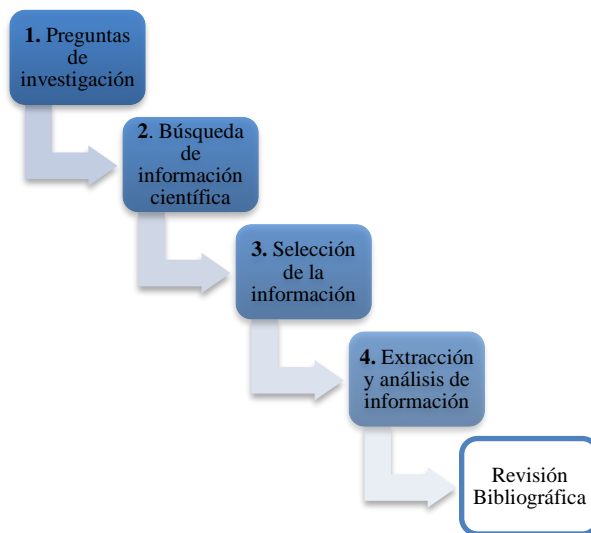 1. Preguntas
de
investigación
2. Búsqueda
de
información
científica
3. Selección
de la
información
4. Extracción
y análisis de
información
Revisión
Bibliográfica